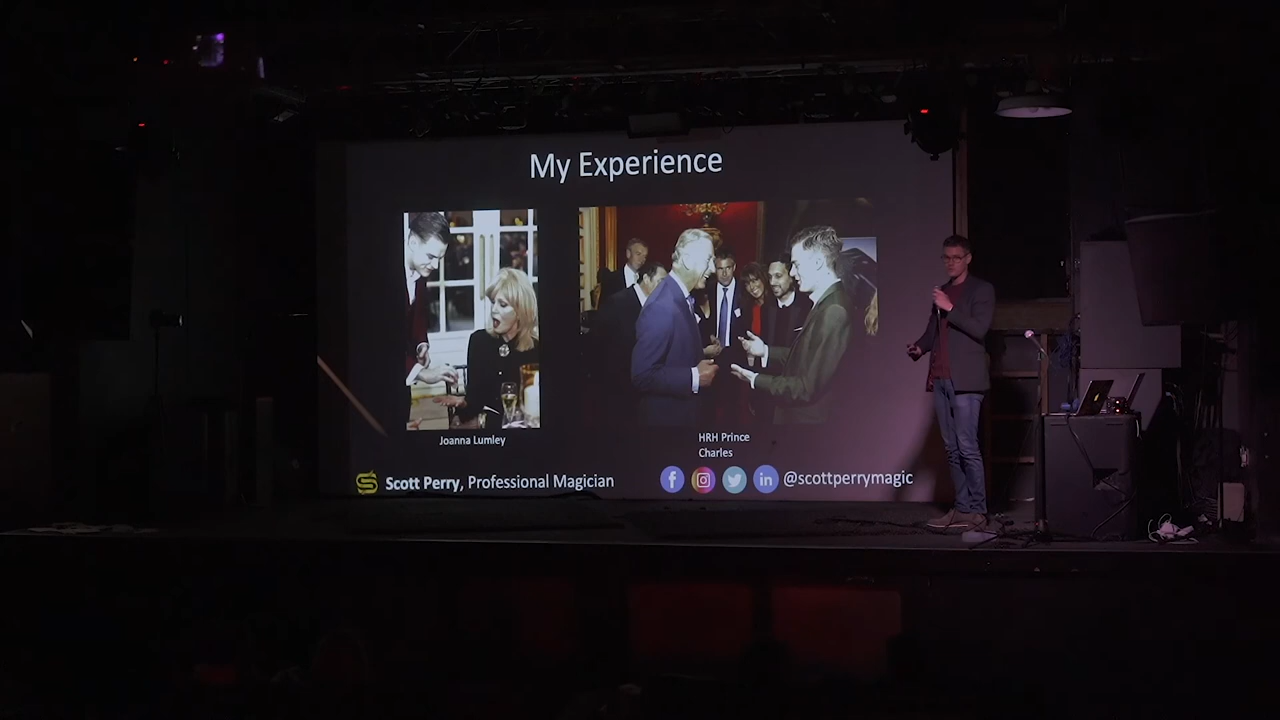 My Experience
Joanna Lumley
HRH Prince
Charles
Scott Perry, Professional Magician
@scottperrymagic